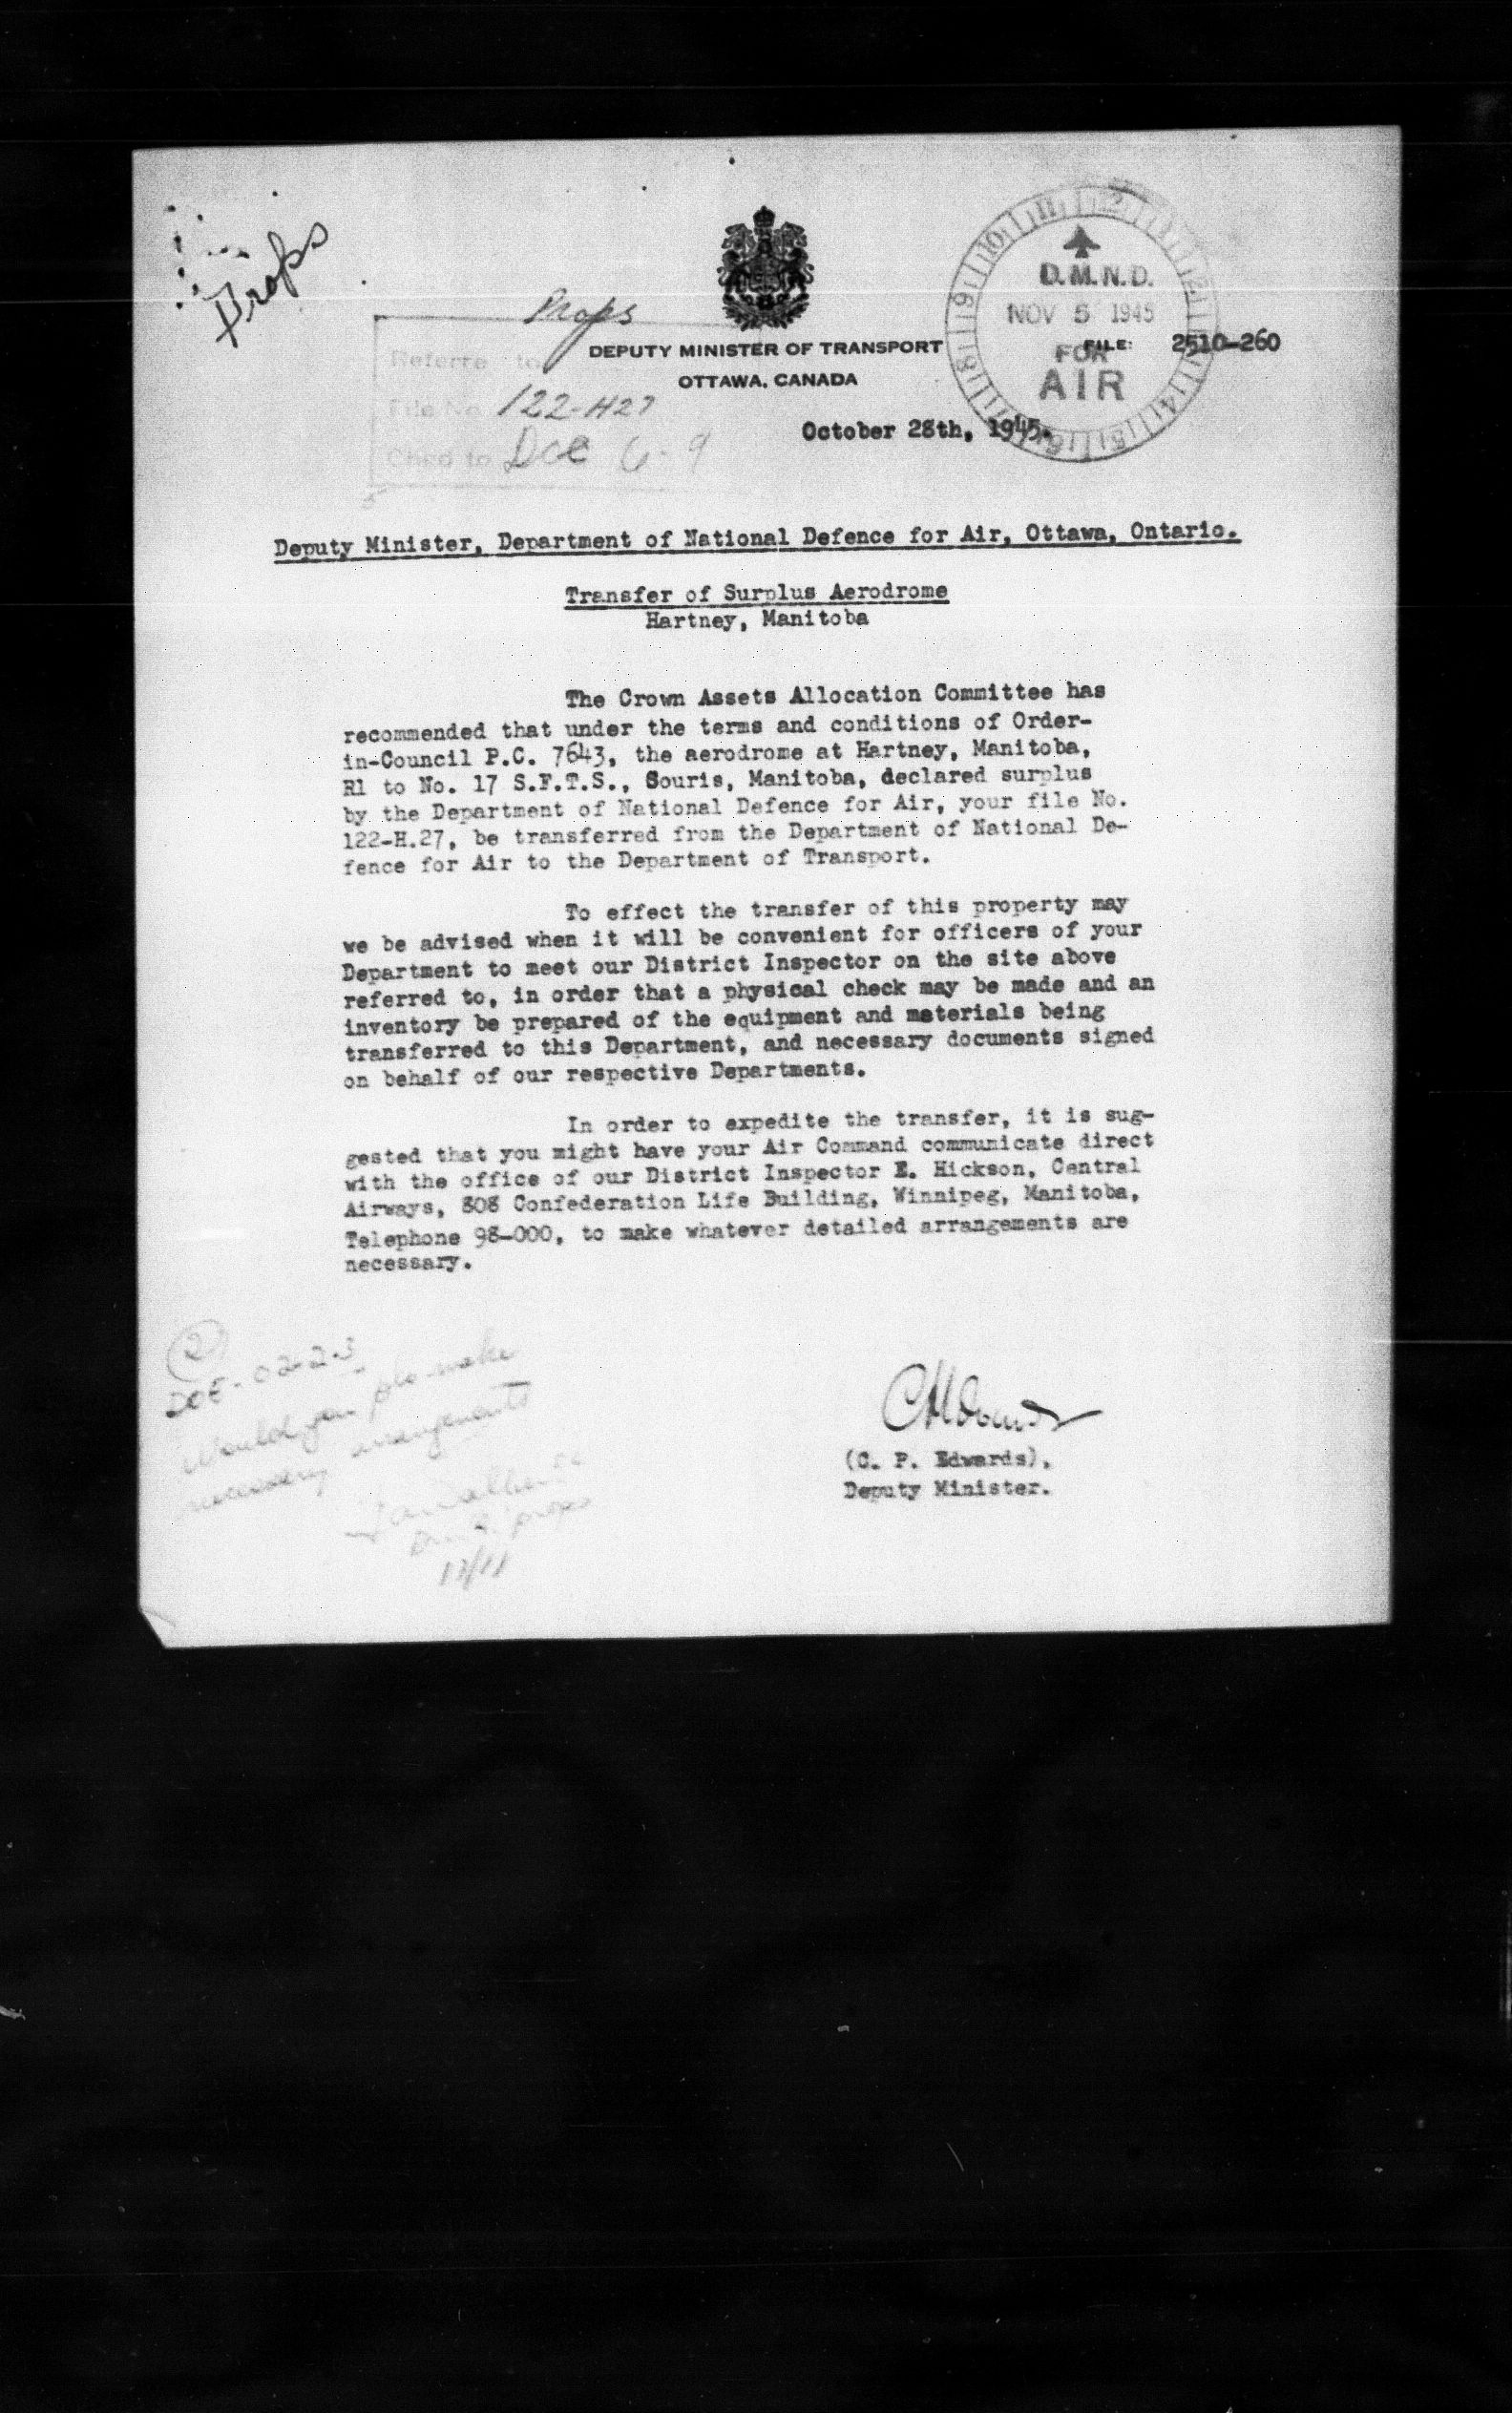 Props
Props
DEPUTY MINISTER OF TRANSPORT
OTTAWA, CANADA
D.M.N.D.
NOV 5 1945
FOR
AIR
FILE: 2510-260
Referre to
File No. 122-H27
Ch'ed to DCE 6-9
October 28th, 1945.
Deputy Minister, Department of National Defence for Air, Ottawa, Ontario.
Transfer of Surplus Aerodrome
Hartney, Manitoba
The Crown Assets Allocation Committee has
recommended that under the terms and conditions of Order-
in-Council P.C. 7643, the aerodrome at Hartney, Manitoba,
R1 to No. 17 S.F.T.S., Souris, Manitoba, declared surplus
by the Department of National Defence for Air, your file No.
122-H.27, be transferred from the Department of National De-
fence for Air to the Department of Transport.
To effect the transfer of this property may
we be advised when it will be convenient for officers of your
Department to meet our District Inspector on the site above
referred to, in order that a physical check may be made and an
inventory be prepared of the equipment and materials being
transferred to this Department, and necessary documents signed
on behalf of our respective Departments.
In order to expedite the transfer, it is sug-
gested that you might have your Air Command communicate direct
with the office of our District Inspector E. Hickson, Central
Airways, 808 Confederation Life Building, Winnipeg, Manitoba,
Telephone 98-000, to make whatever detailed arrangements are
necessary.
(C. P. Edwards),
Deputy Minister.
2
DOE-02-2-3
Would you pls make
necessary arrangements
props
13/11